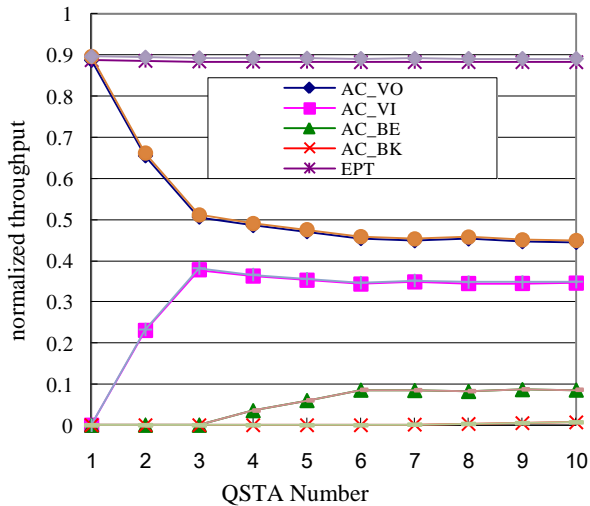 1
0.9
0.8
0.7
0.6
0.5
0.4
0.3
0.2
0.1
0
normalized throughput
AC_VO
AC_VI
AC_BE
AC_BK
EPT
1 2 3 4 5 6 7 8 9 10
QSTA Number